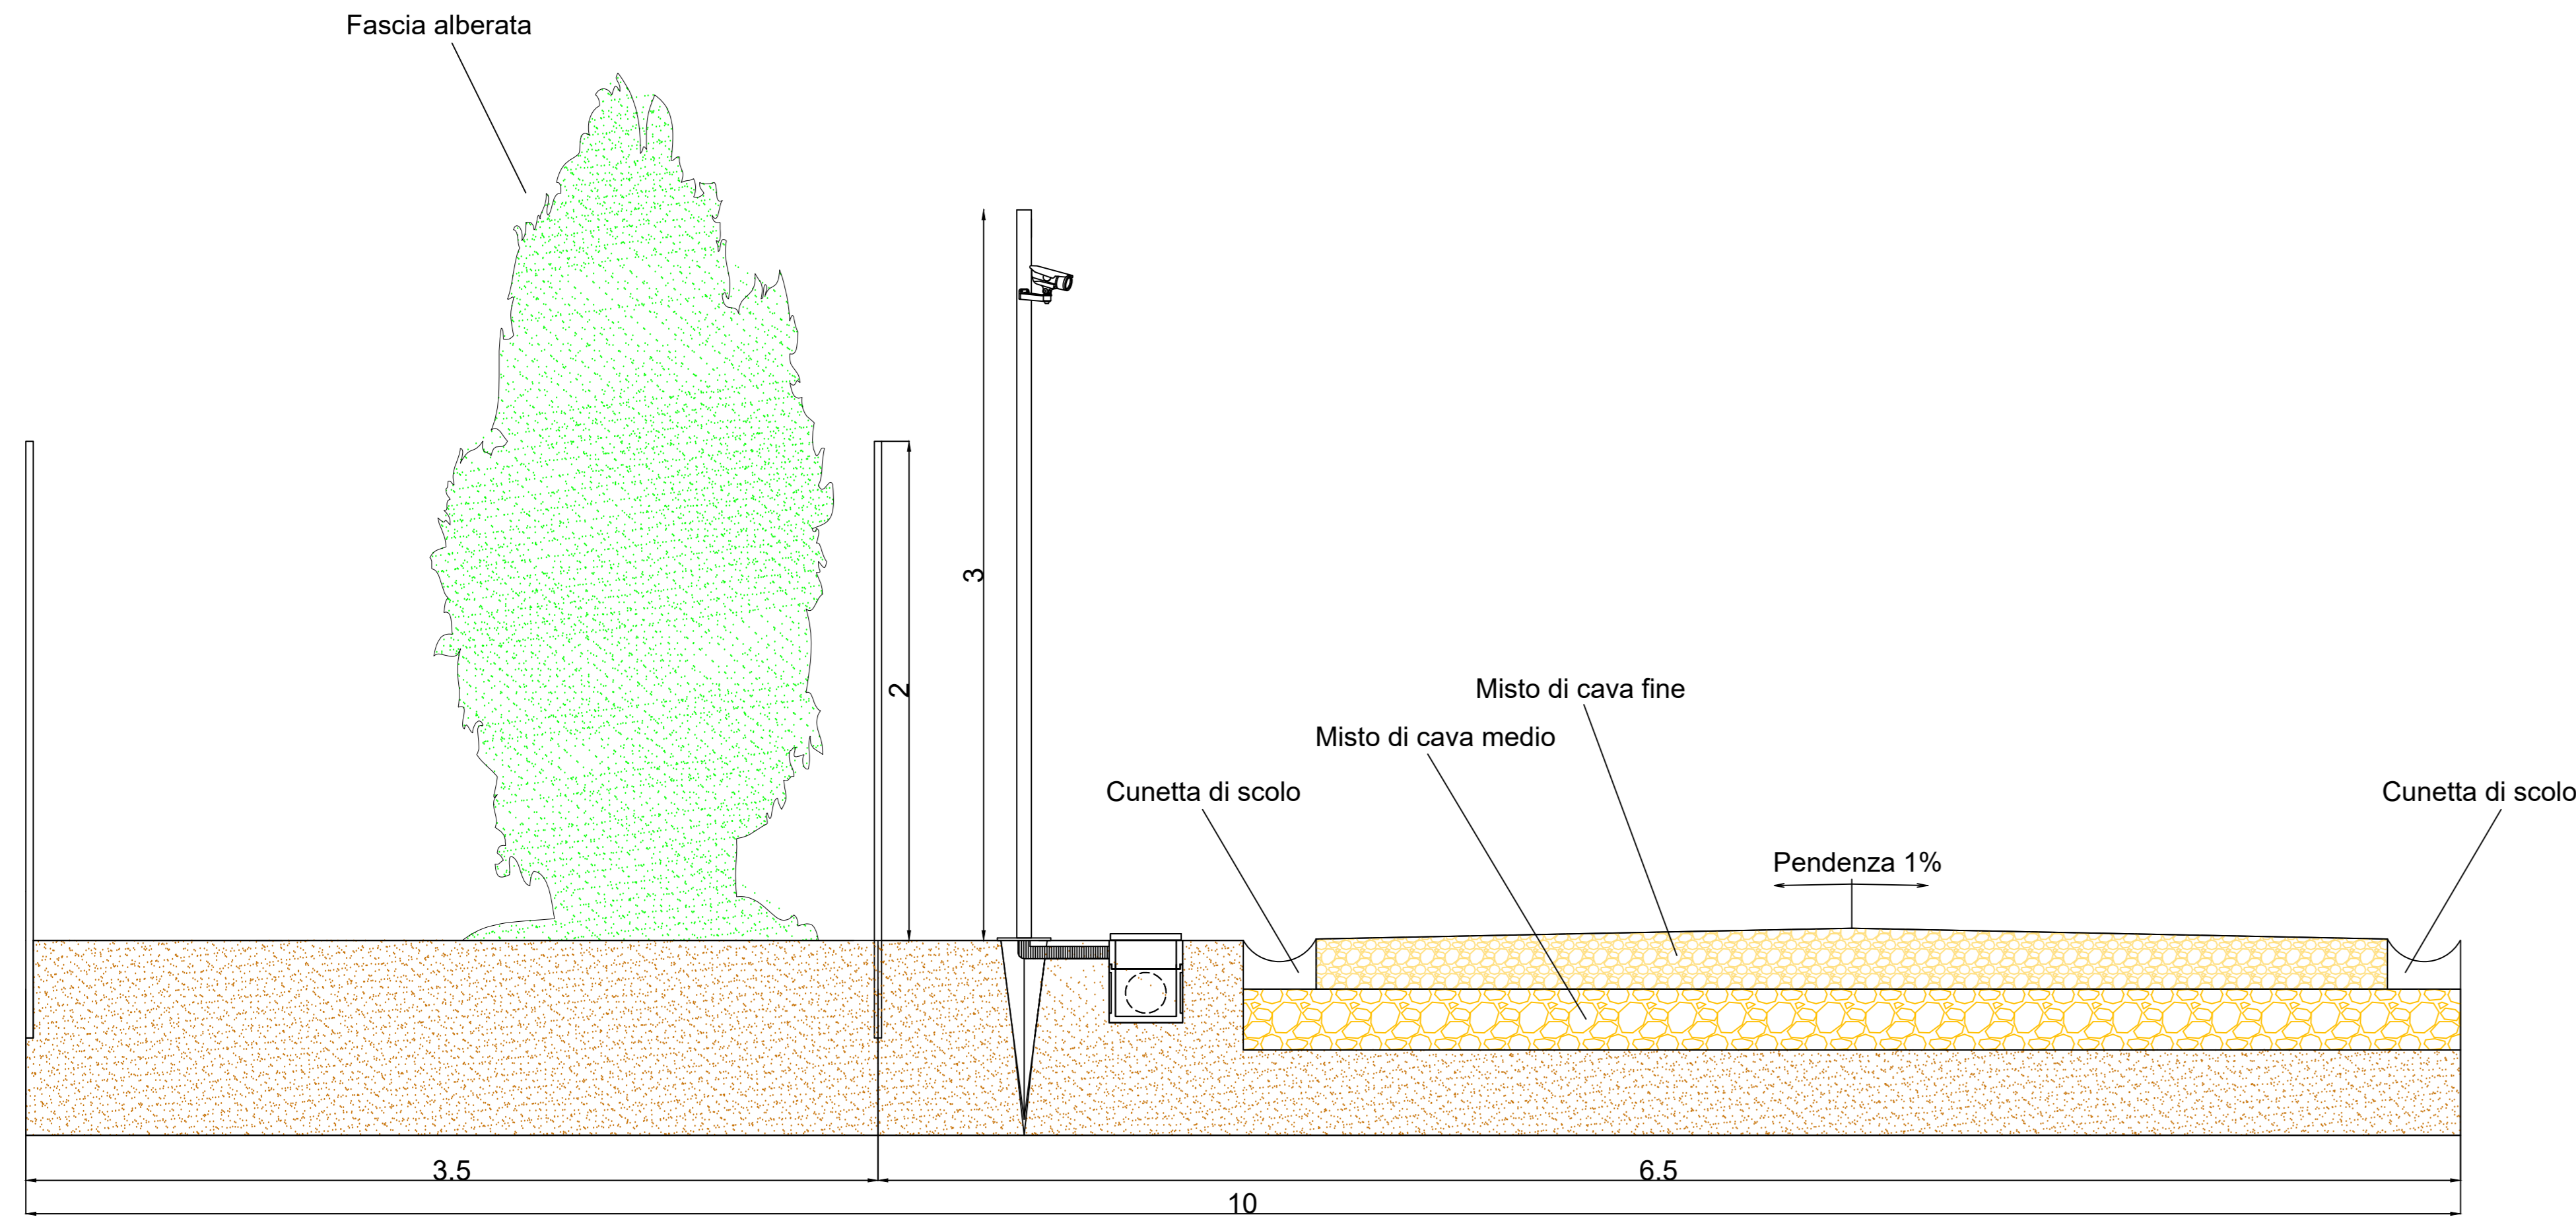 Fascia alberata
3
2
Misto di cava fine
Misto di cava medio
Cunetta di scolo
Cunetta di scolo
Pendenza 1%
3.5
6.5
10